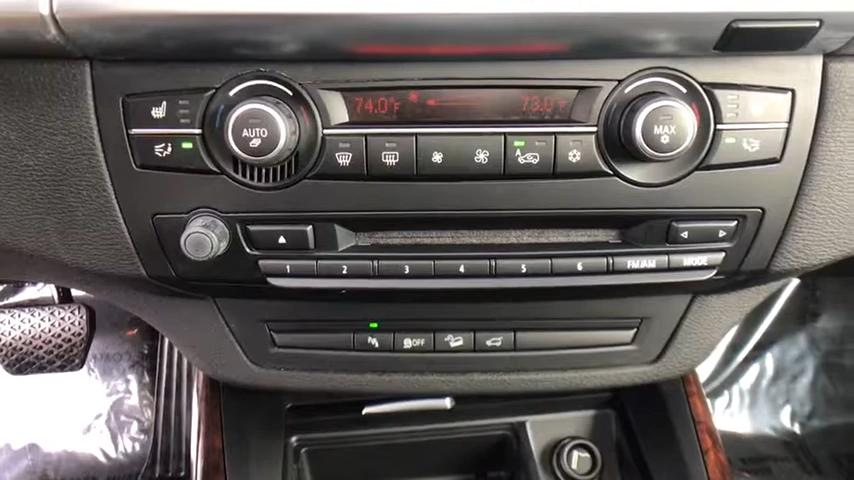 74.0°F 73.0°F
AUTO MAX
A
1 2 3 4 5 6 FM/AM MODE
OFF